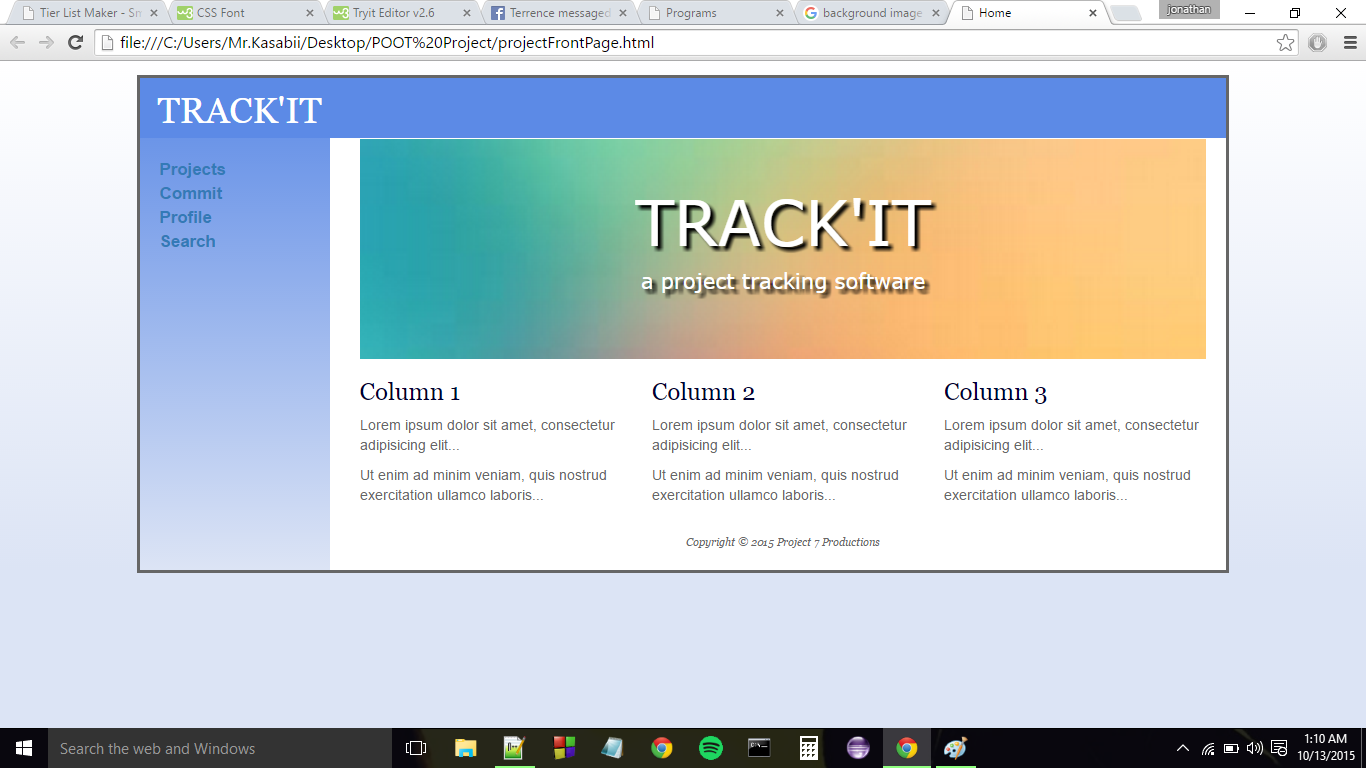 Tier List Maker - Sm
CSS Font
Tryit Editor v2.6
Terrence messaged
Programs
background image
Home
jonathan
file:///C:/Users/Mr.Kasabii/Desktop/POOT%20Project/projectFrontPage.html
TRACK'IT
Projects
Commit
Profile
Search
TRACK'IT
a project tracking software
Column 1
Lorem ipsum dolor sit amet, consectetur
adipisicing elit...
Ut enim ad minim veniam, quis nostrud
exercitation ullamco laboris...
Column 2
Lorem ipsum dolor sit amet, consectetur
adipisicing elit...
Ut enim ad minim veniam, quis nostrud
exercitation ullamco laboris...
Column 3
Lorem ipsum dolor sit amet, consectetur
adipisicing elit...
Ut enim ad minim veniam, quis nostrud
exercitation ullamco laboris...
Copyright © 2015 Project 7 Productions
Search the web and Windows
1:10 AM
10/13/2015